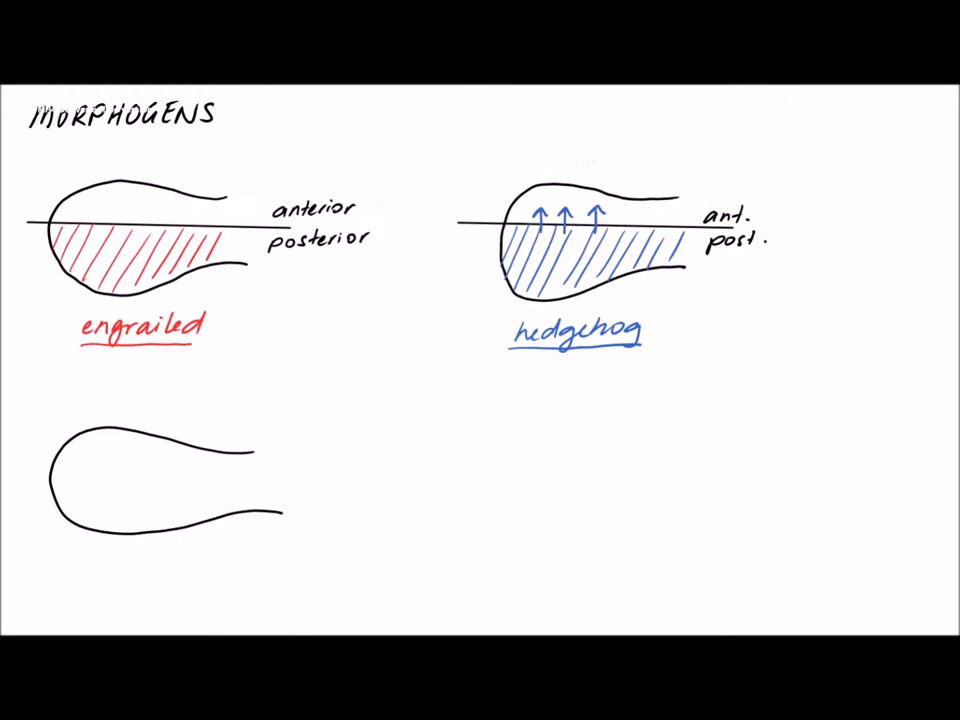 MORPHOGENS
anterior
posterior
engrailed
ant.
post.
hedgehog